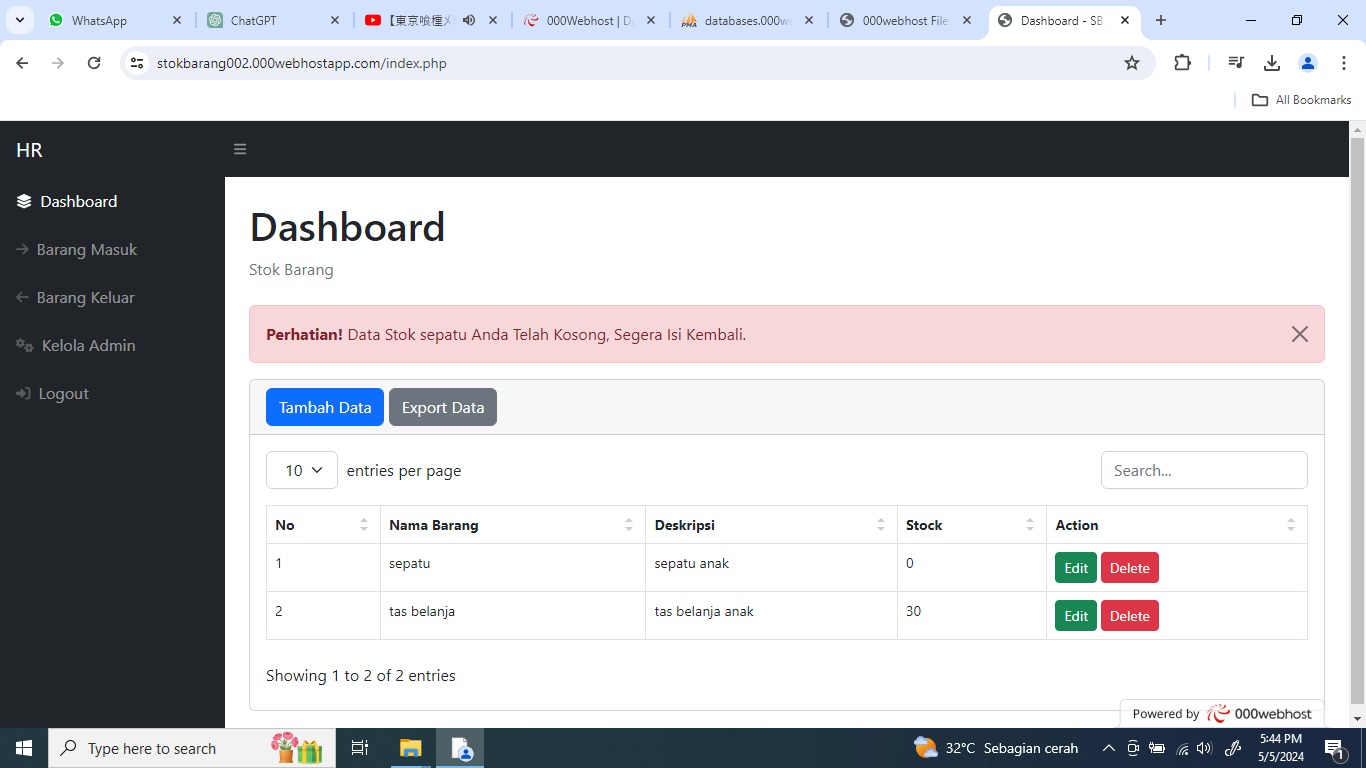 WhatsApp
ChatGPT
【東京喰種メ
000Webhost | D
databases.000we
000webhost File
Dashboard - SB
stokbarang002.000webhostapp.com/index.php
All Bookmarks
HR
Dashboard
Barang Masuk
Barang Keluar
Kelola Admin
Logout
Dashboard
Stok Barang
Perhatian! Data Stok sepatu Anda Telah Kosong, Segera Isi Kembali.
Tambah Data Export Data
10 entries per page Search...
No Nama Barang Deskripsi Stock Action
1 sepatu sepatu anak 0 Edit Delete
2 tas belanja tas belanja anak 30 Edit Delete
Showing 1 to 2 of 2 entries
Powered by 000webhost
Type here to search
32°C Sebagian cerah
5:44 PM
5/5/2024
1